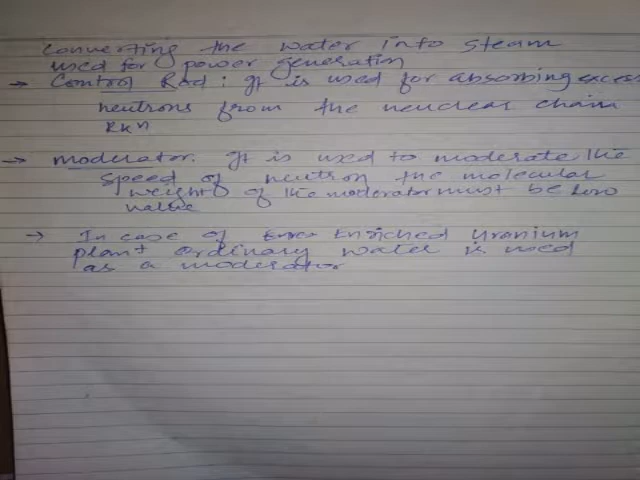 converting the water into steam
used for power generation
→ Control Rod : It is used for absorbing excess
neutrons from the neuclear chain
Rxn
→ moderator. It is used to moderate the
speed of neutron the molecular
weight of the moderator must be low
value
→ In case of Enriched Uranium
plant ordinary water is used
as a moderator